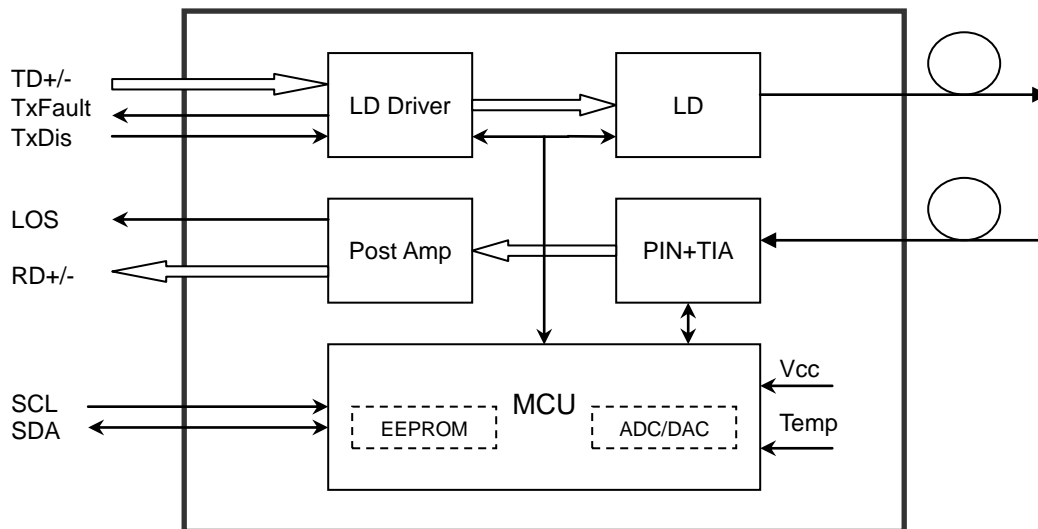 TD+/-
TxFault
TxDis
LD Driver
LD
LOS
RD+/-
Post Amp
PIN+TIA
SCL
SDA
MCU
EEPROM
ADC/DAC
Vcc
Temp